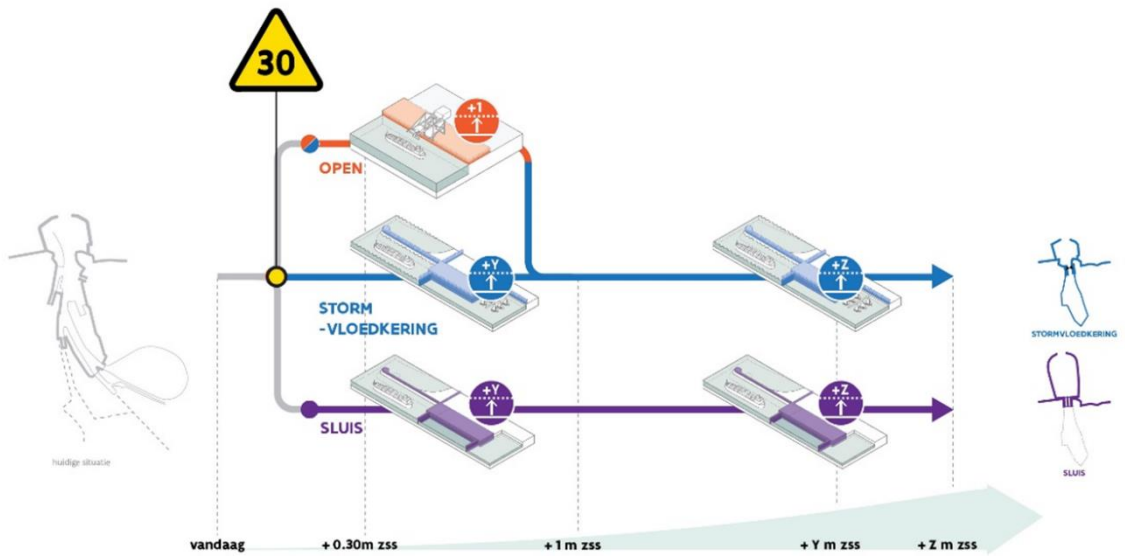 30
+1
OPEN
+Y
+Z
STORM
-VLOEDKERING
STORMVLOEDKERING
+Y
+Z
SLUIS
huidige situatie
SLUIS
vandaag
+ 0.30m zss
+ 1 m zss
+ Y m zss
+ Z m zss